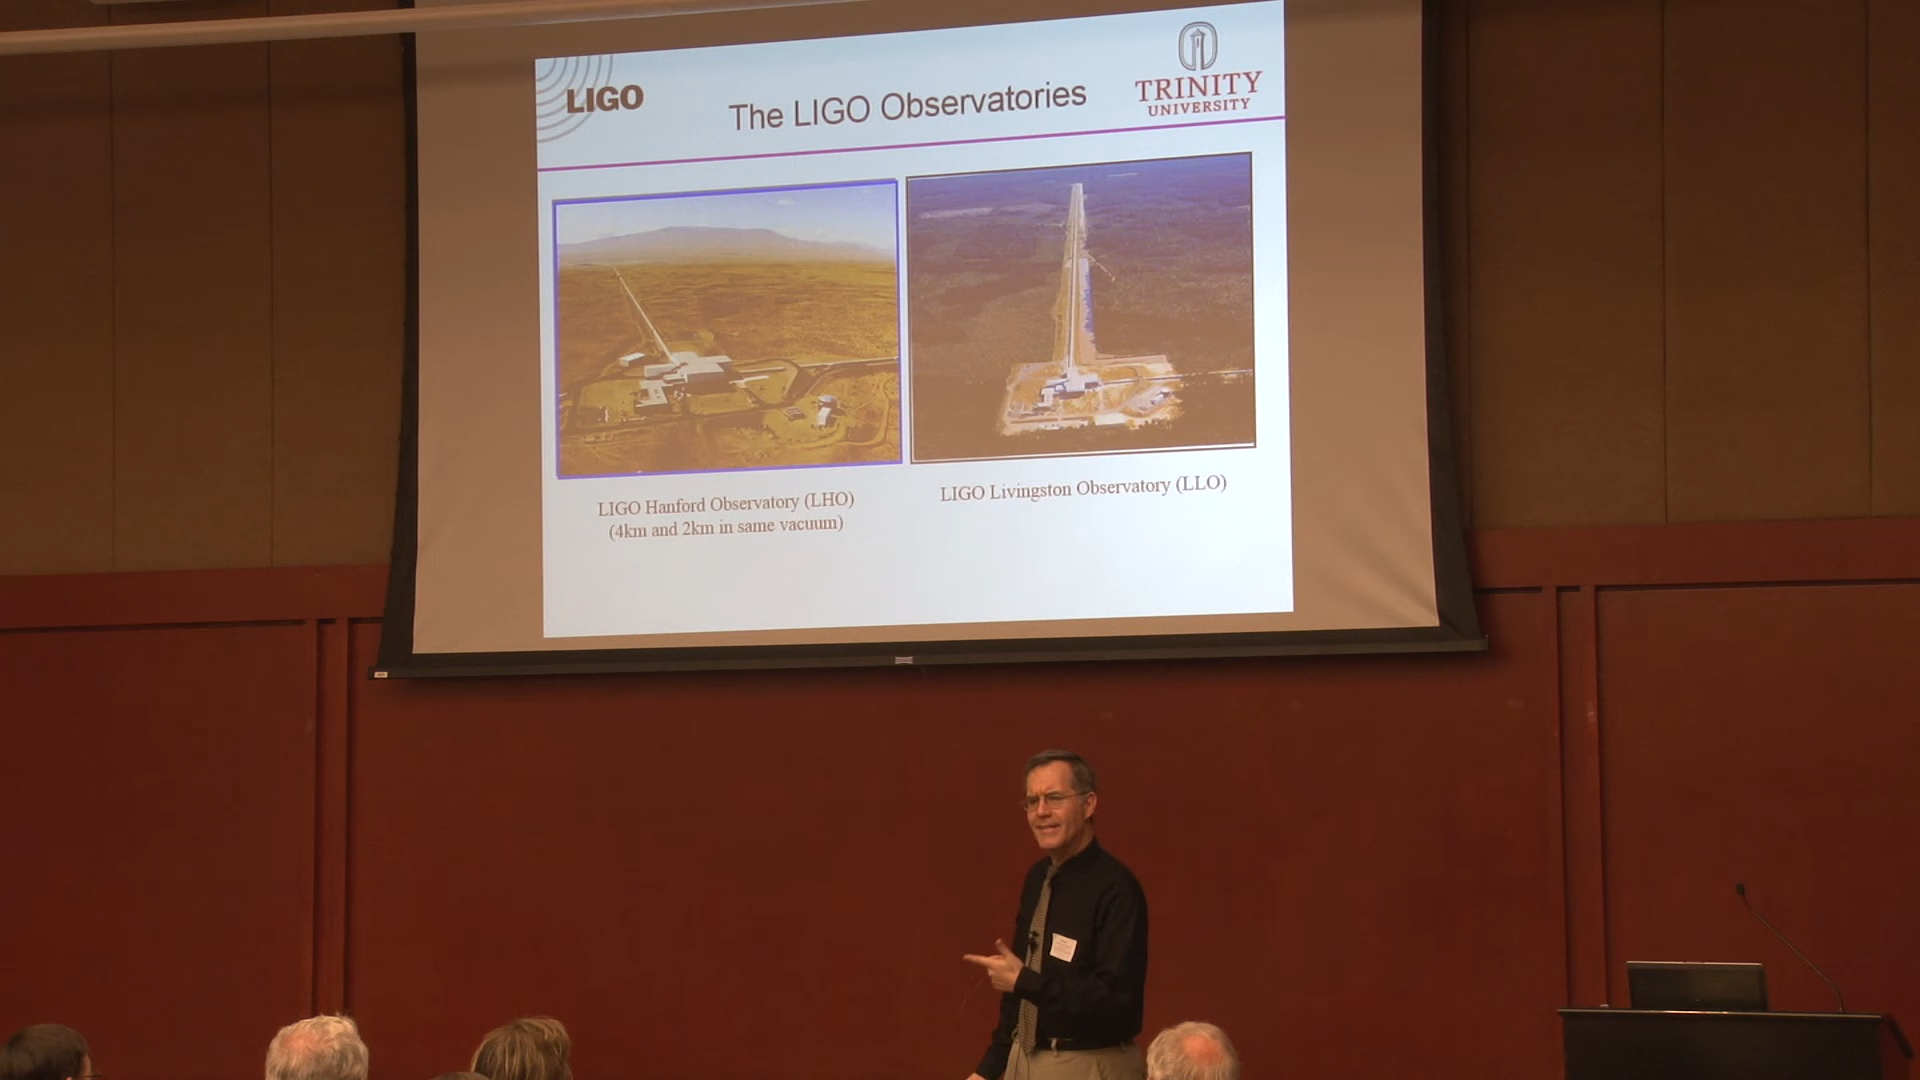 LIGO
The LIGO Observatories
TRINITY
UNIVERSITY
LIGO Hanford Observatory (LHO)
(4km and 2km in same vacuum)
LIGO Livingston Observatory (LLO)